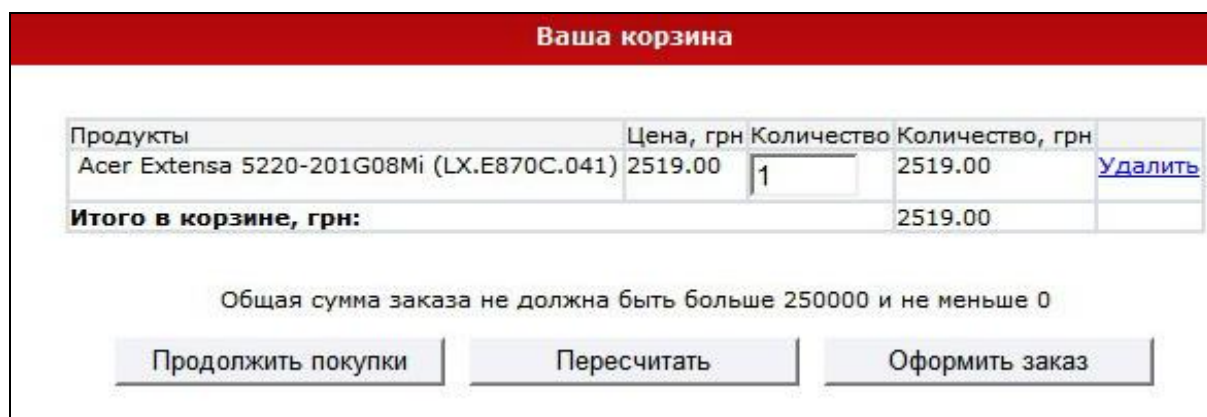 Ваша корзина
Продукты Цена, грн Количество Количество, грн
Acer Extensa 5220-201G08Mi (LX.E870C.041) 2519.00 1 2519.00 Удалить
Итого в корзине, грн: 2519.00
Общая сумма заказа не должна быть больше 250000 и не меньше 0
Продолжить покупки Пересчитать Оформить заказ